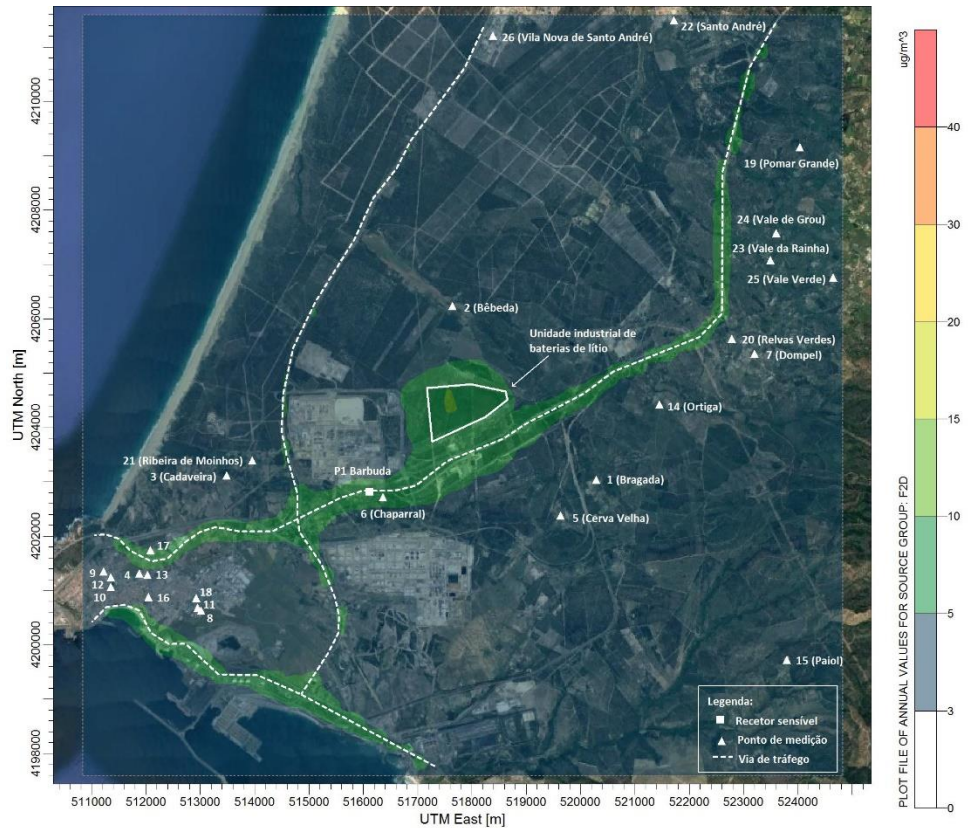 26 (Vila Nova de Santo André)
22 (Santo André)
19 (Pomar Grande)
24 (Vale de Grou)
23 (Vale da Rainha)
25 (Vale Verde)
2 (Bêbeda)
Unidade industrial de
baterias de lítio
20 (Relvas Verdes)
7 (Dompel)
14 (Ortiga)
21 (Ribeira de Moinhos)
3 (Cadaveira)
P1 Barbuda
6 (Chaparral)
1 (Bragada)
5 (Cerva Velha)
17
9
4
13
12
10
16
18
11
8
15 (Paiol)
Legenda:
Recetor sensível
Ponto de medição
Via de tráfego
UTM North [m]
4210000
4208000
4206000
4204000
4202000
4200000
4198000
511000 512000 513000 514000 515000 516000 517000 518000 519000 520000 521000 522000 523000 524000
UTM East [m]
ug/m^3
40
30
20
15
10
5
3
0
PLOT FILE OF ANNUAL VALUES FOR SOURCE GROUP: F2D